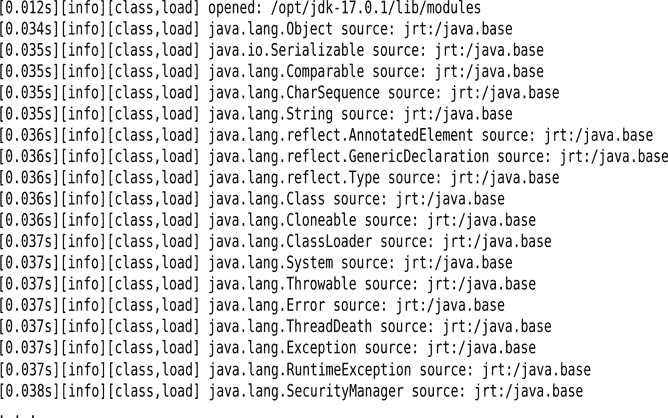 [0.012s][info][class,load] opened: /opt/jdk-17.0.1/lib/modules
[0.034s][info][class,load] java.lang.Object source: jrt:/java.base
[0.035s][info][class,load] java.io.Serializable source: jrt:/java.base
[0.035s][info][class,load] java.lang.Comparable source: jrt:/java.base
[0.035s][info][class,load] java.lang.CharSequence source: jrt:/java.base
[0.035s][info][class,load] java.lang.String source: jrt:/java.base
[0.036s][info][class,load] java.lang.reflect.AnnotatedElement source: jrt:/java.base
[0.036s][info][class,load] java.lang.reflect.GenericDeclaration source: jrt:/java.base
[0.036s][info][class,load] java.lang.reflect.Type source: jrt:/java.base
[0.036s][info][class,load] java.lang.Class source: jrt:/java.base
[0.036s][info][class,load] java.lang.Cloneable source: jrt:/java.base
[0.037s][info][class,load] java.lang.ClassLoader source: jrt:/java.base
[0.037s][info][class,load] java.lang.System source: jrt:/java.base
[0.037s][info][class,load] java.lang.Throwable source: jrt:/java.base
[0.037s][info][class,load] java.lang.Error source: jrt:/java.base
[0.037s][info][class,load] java.lang.ThreadDeath source: jrt:/java.base
[0.037s][info][class,load] java.lang.Exception source: jrt:/java.base
[0.037s][info][class,load] java.lang.RuntimeException source: jrt:/java.base
[0.038s][info][class,load] java.lang.SecurityManager source: jrt:/java.base
...